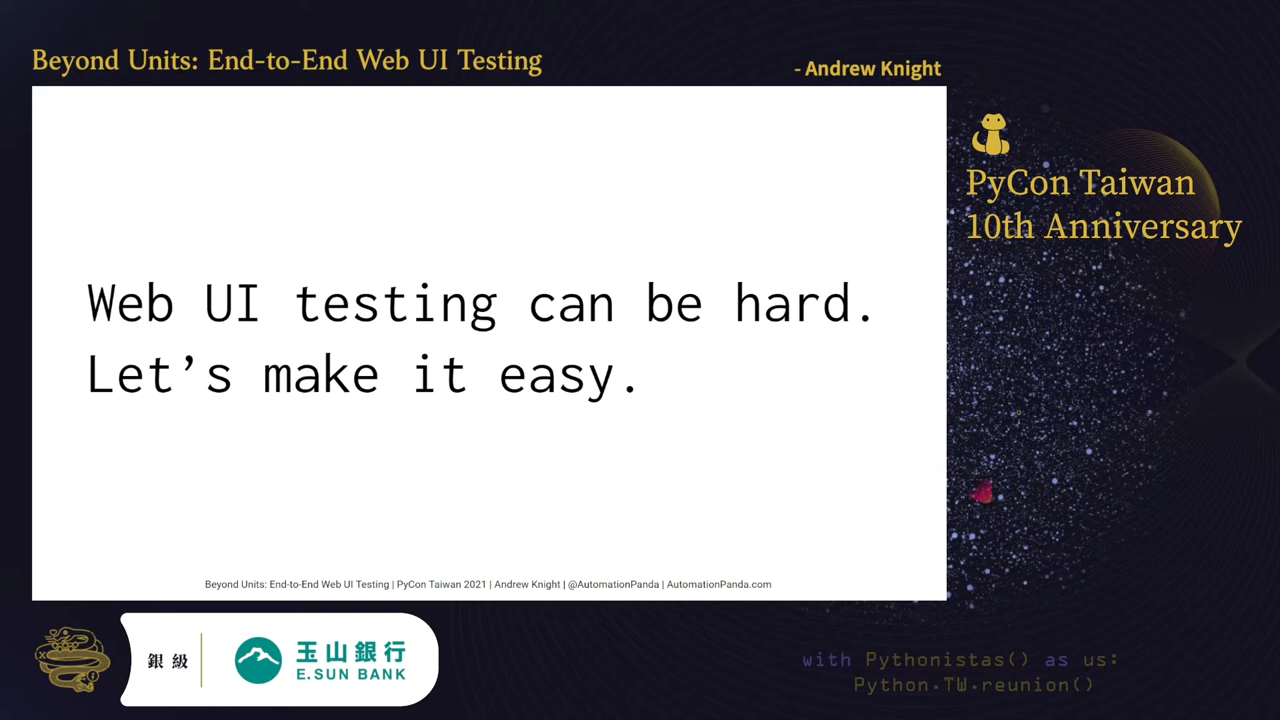 Beyond Units: End-to-End Web UI Testing
- Andrew Knight
PyCon Taiwan
10th Anniversary
Web UI testing can be hard.
Let’s make it easy.
Beyond Units: End-to-End Web UI Testing | PyCon Taiwan 2021 | Andrew Knight | @AutomationPanda | AutomationPanda.com
銀級
玉山銀行
E.SUN BANK
with Pythonistas() as us:
Python.TW.reunion()